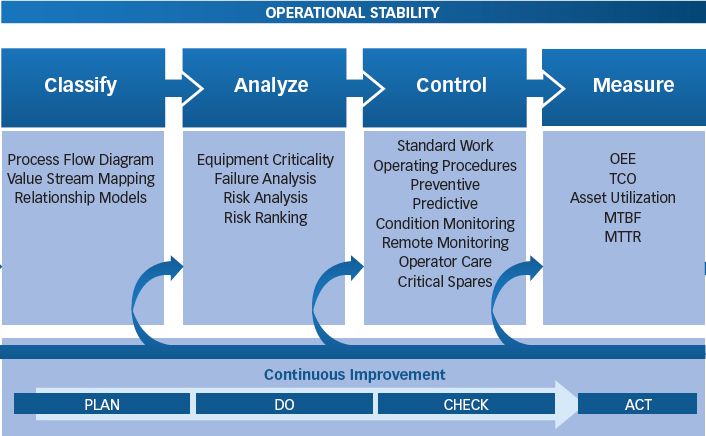 OPERATIONAL STABILITY
Classify
Analyze
Control
Measure
Process Flow Diagram
Value Stream Mapping
Relationship Models
Equipment Criticality
Failure Analysis
Risk Analysis
Risk Ranking
Standard Work
Operating Procedures
Preventive
Predictive
Condition Monitoring
Remote Monitoring
Operator Care
Critical Spares
OEE
TCO
Asset Utilization
MTBF
MTTR
Continuous Improvement
PLAN
DO
CHECK
ACT